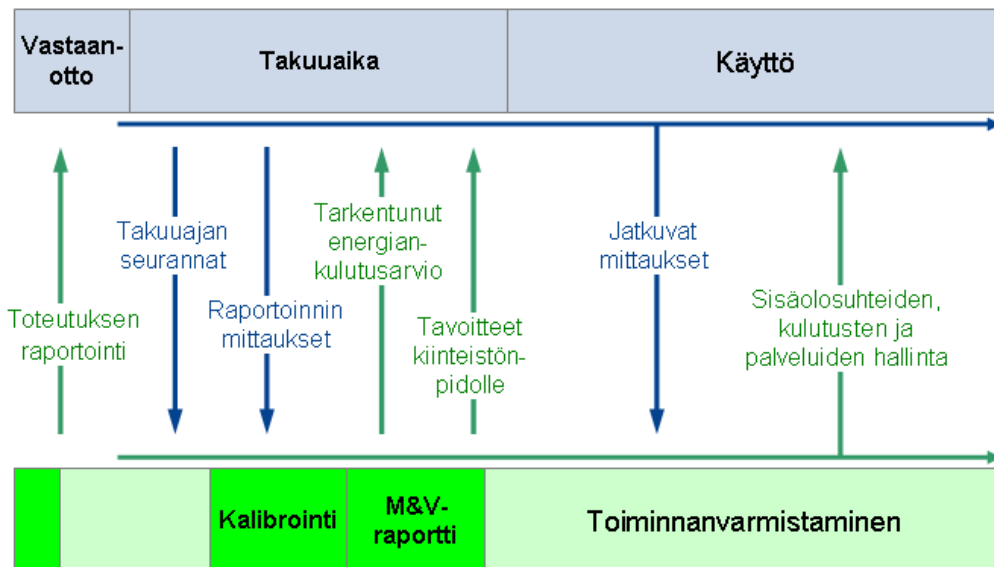 Vastaan-
otto
Takuuaika
Käyttö
Takuuajan
seurannat
Tarkentunut
energian-
kulutusarvio
Jatkuvat
mittaukset
Toteutuksen
raportointi
Raportoinnin
mittaukset
Tavoitteet
kiinteistön-
pidolle
Sisäolosuhteiden,
kulutusten ja
palveluiden hallinta
Kalibrointi
M&V-
raportti
Toiminnanvarmistaminen